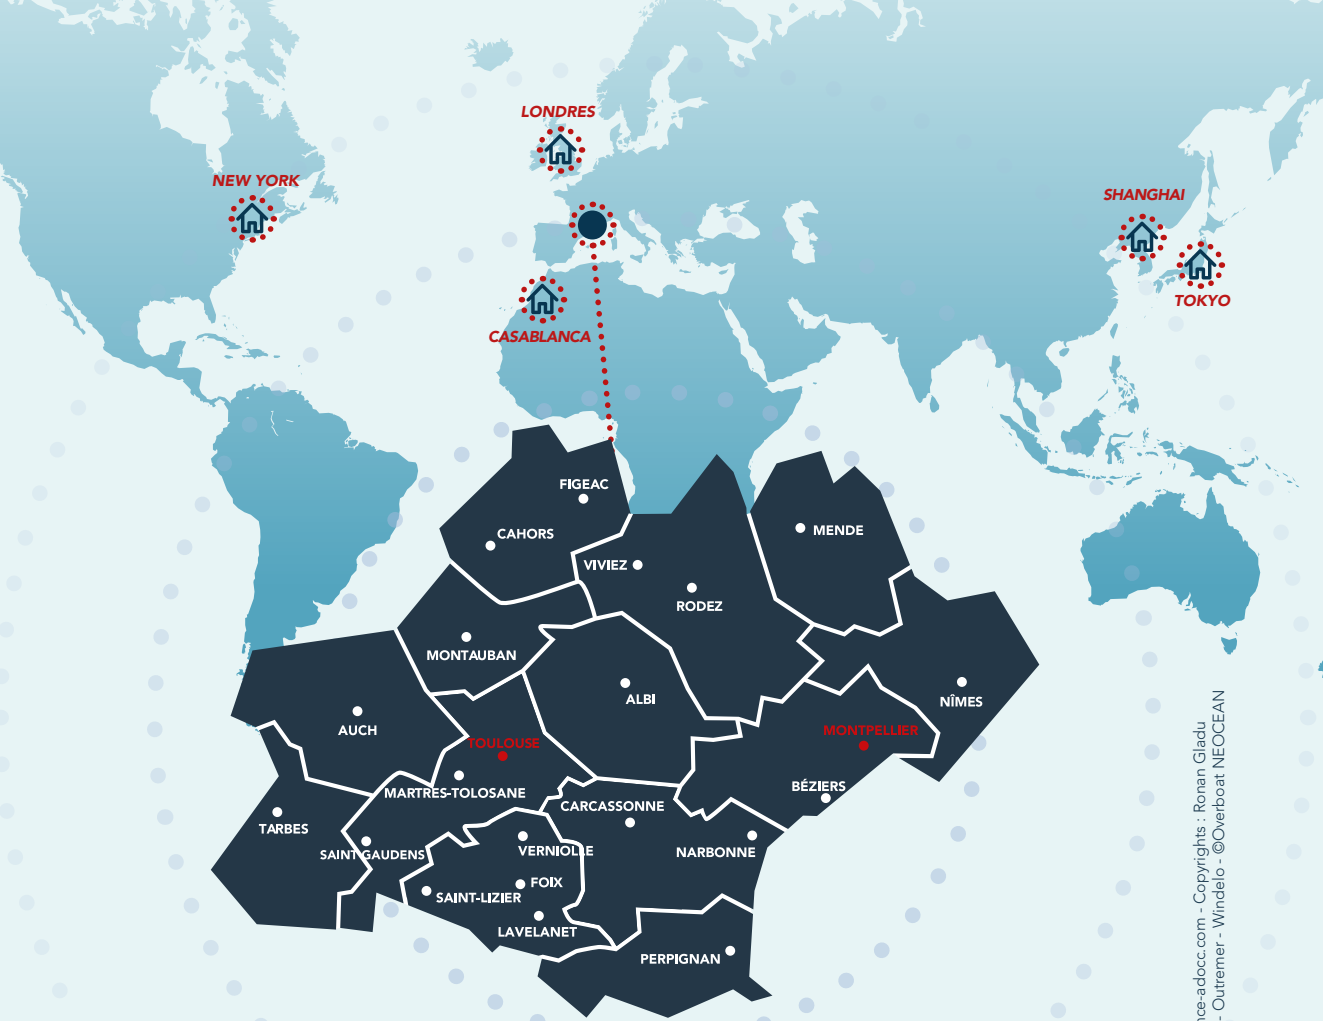 LONDRES
NEW YORK
SHANGHAI
TOKYO
CASABLANCA
FIGEAC
CAHORS
MENDE
VIVIEZ
RODEZ
MONTAUBAN
ALBI
NÎMES
AUCH
MONTPELLIER
TOULOUSE
MARTRES-TOLOSANE
BÉZIERS
CARCASSONNE
TARBES
SAINT-GAUDENS
VERNIOLLE
NARBONNE
FOIX
SAINT-LIZIER
LAVELANET
PERPIGNAN
nce-adocc.com - Copyrights : Ronan Gladu
- Outremer - Windelo - ©Overboat NEOCEAN